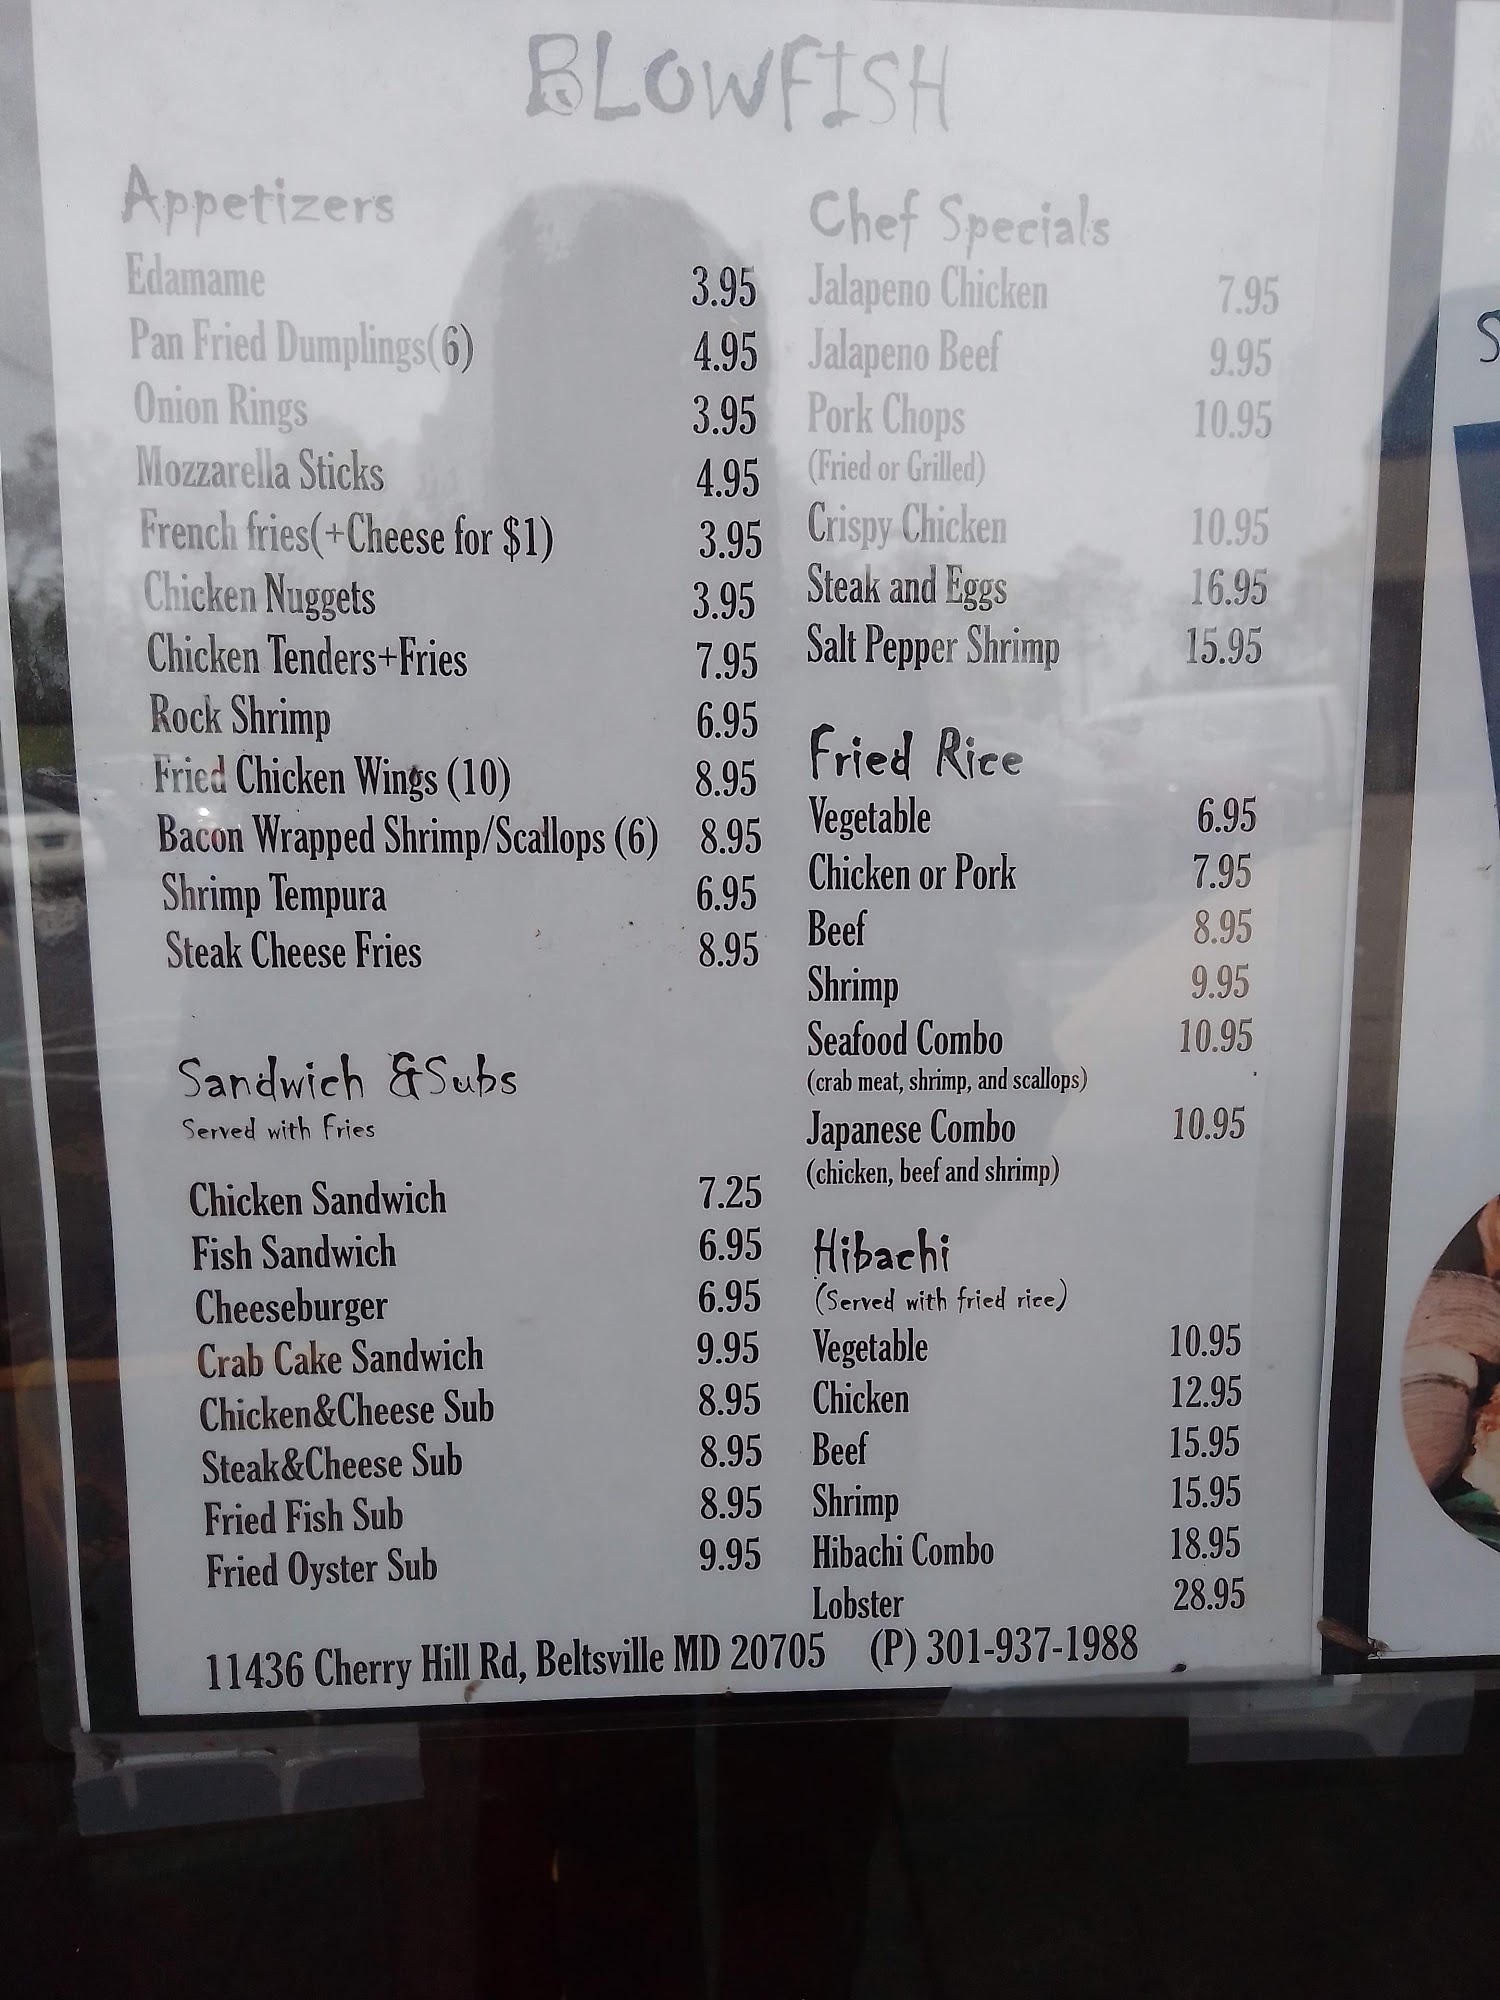 BLOWFISH
Appetizers
Edamame 3.95
Pan Fried Dumplings(6) 4.95
Onion Rings 3.95
Mozzarella Sticks 4.95
French fries(+Cheese for $1) 3.95
Chicken Nuggets 3.95
Chicken Tenders+Fries 7.95
Rock Shrimp 6.95
Fried Chicken Wings (10) 8.95
Bacon Wrapped Shrimp/Scallops (6) 8.95
Shrimp Tempura 6.95
Steak Cheese Fries 8.95
Sandwich &Subs
Served with Fries
Chicken Sandwich 7.25
Fish Sandwich 6.95
Cheeseburger 6.95
Crab Cake Sandwich 9.95
Chicken&Cheese Sub 8.95
Steak&Cheese Sub 8.95
Fried Fish Sub 8.95
Fried Oyster Sub 9.95
Chef Specials
Jalapeno Chicken 7.95
Jalapeno Beef 9.95
Pork Chops 10.95
(Fried or Grilled)
Crispy Chicken 10.95
Steak and Eggs 16.95
Salt Pepper Shrimp 15.95
Fried Rice
Vegetable 6.95
Chicken or Pork 7.95
Beef 8.95
Shrimp 9.95
Seafood Combo 10.95
(crab meat, shrimp, and scallops)
Japanese Combo 10.95
(chicken, beef and shrimp)
Hibachi
(Served with fried rice)
Vegetable 10.95
Chicken 12.95
Beef 15.95
Shrimp 15.95
Hibachi Combo 18.95
Lobster 28.95
11436 Cherry Hill Rd, Beltsville MD 20705 (P) 301-937-1988